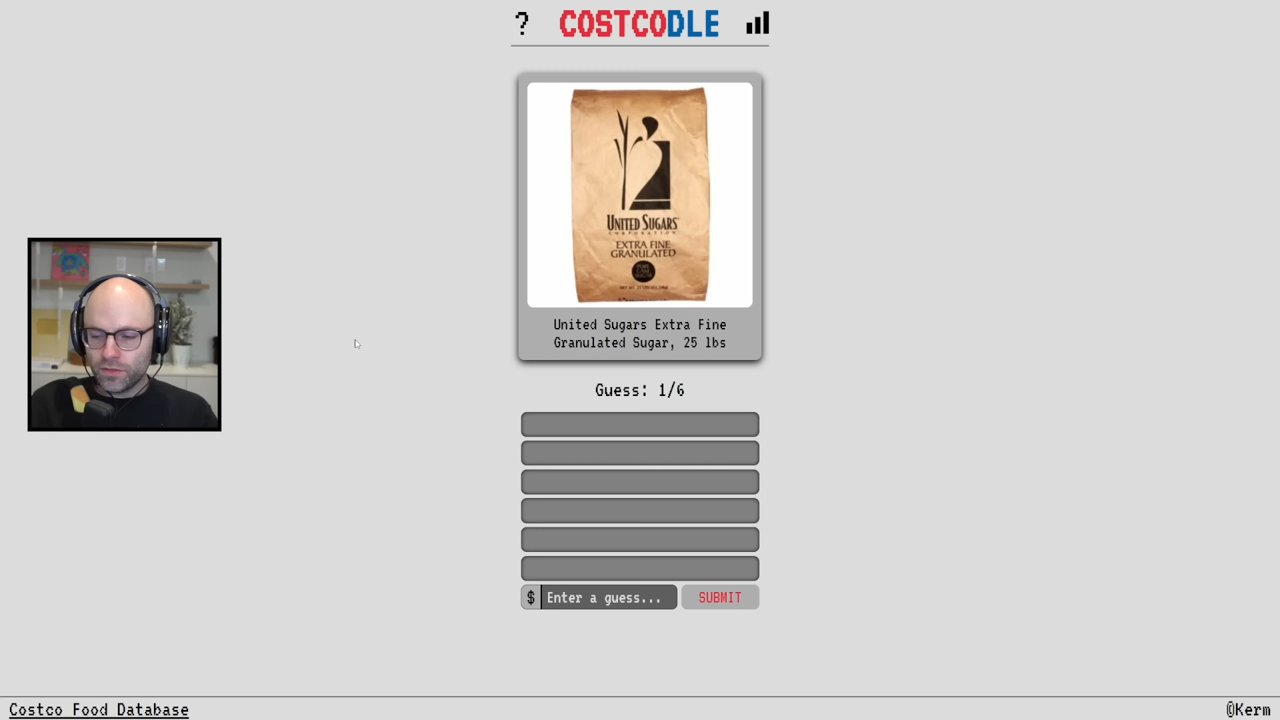 ?
COSTCODLE
UNITED SUGARS
CORPORATION
EXTRA FINE
GRANULATED
United Sugars Extra Fine
Granulated Sugar, 25 lbs
Guess: 1/6
$ Enter a guess... SUBMIT
Costco Food Database
@Kerm